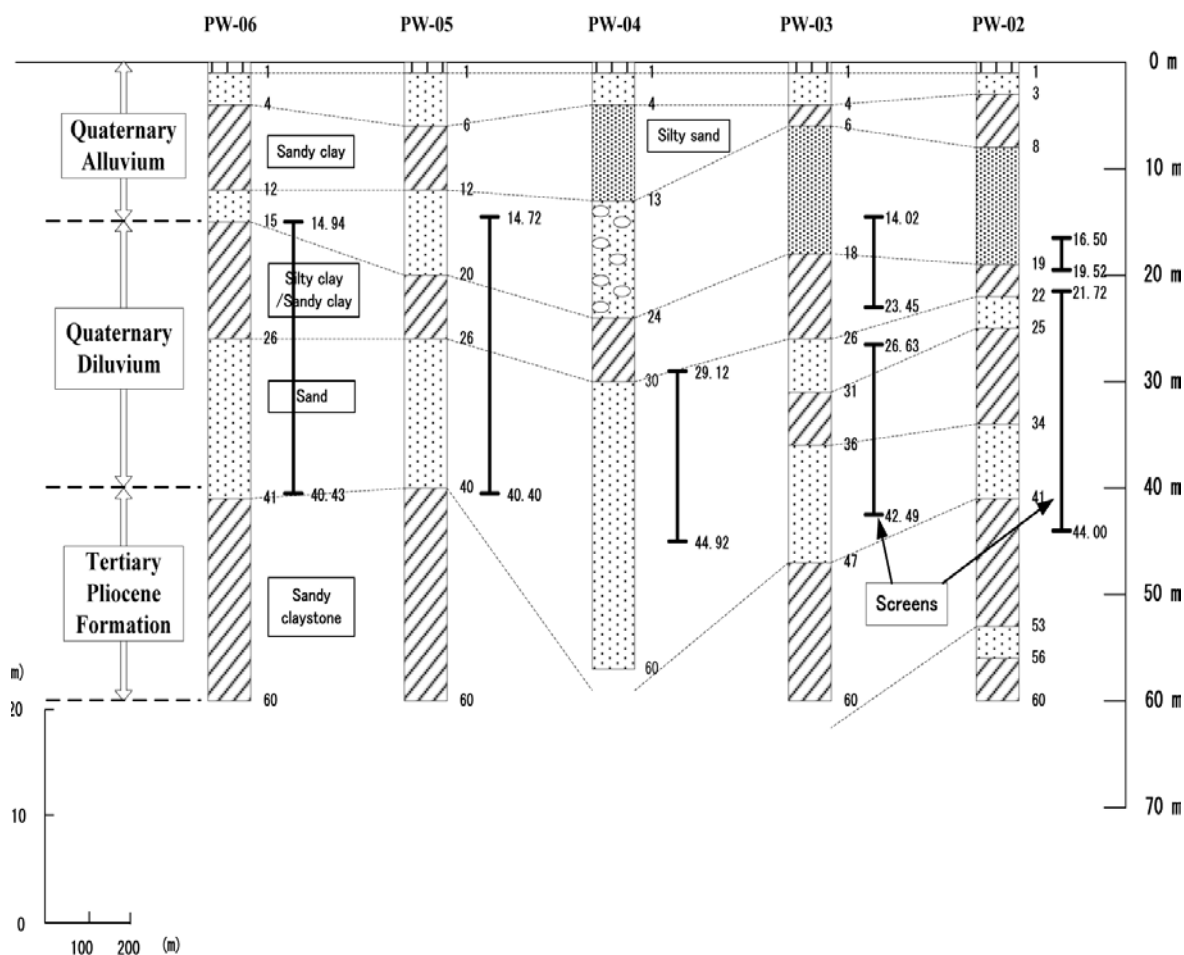 PW-06 PW-05 PW-04 PW-03 PW-02
0 m
1 1 1 1 1
3
4 4 4
6 6
Quaternary
Alluvium
Sandy clay
Silty sand
8
10 m
12 12 13
15
14.94 14.72 14.02 16.50
18 19 19.52
20 m
20 22 21.72
Silty clay
/Sandy clay
24 23.45 25
26 26 26 26.63
Quaternary
Diluvium
30 29.12 30 m
31
Sand
34
36
40 m
41 40.43 40 40.40 41
42.49 44.00
44.92
47
Tertiary
Pliocene
Formation
Sandy
claystone
Screens
50 m
53
56
60 60 60 60 60
60 m
m)
20
70 m
10
0
100 200 (m)